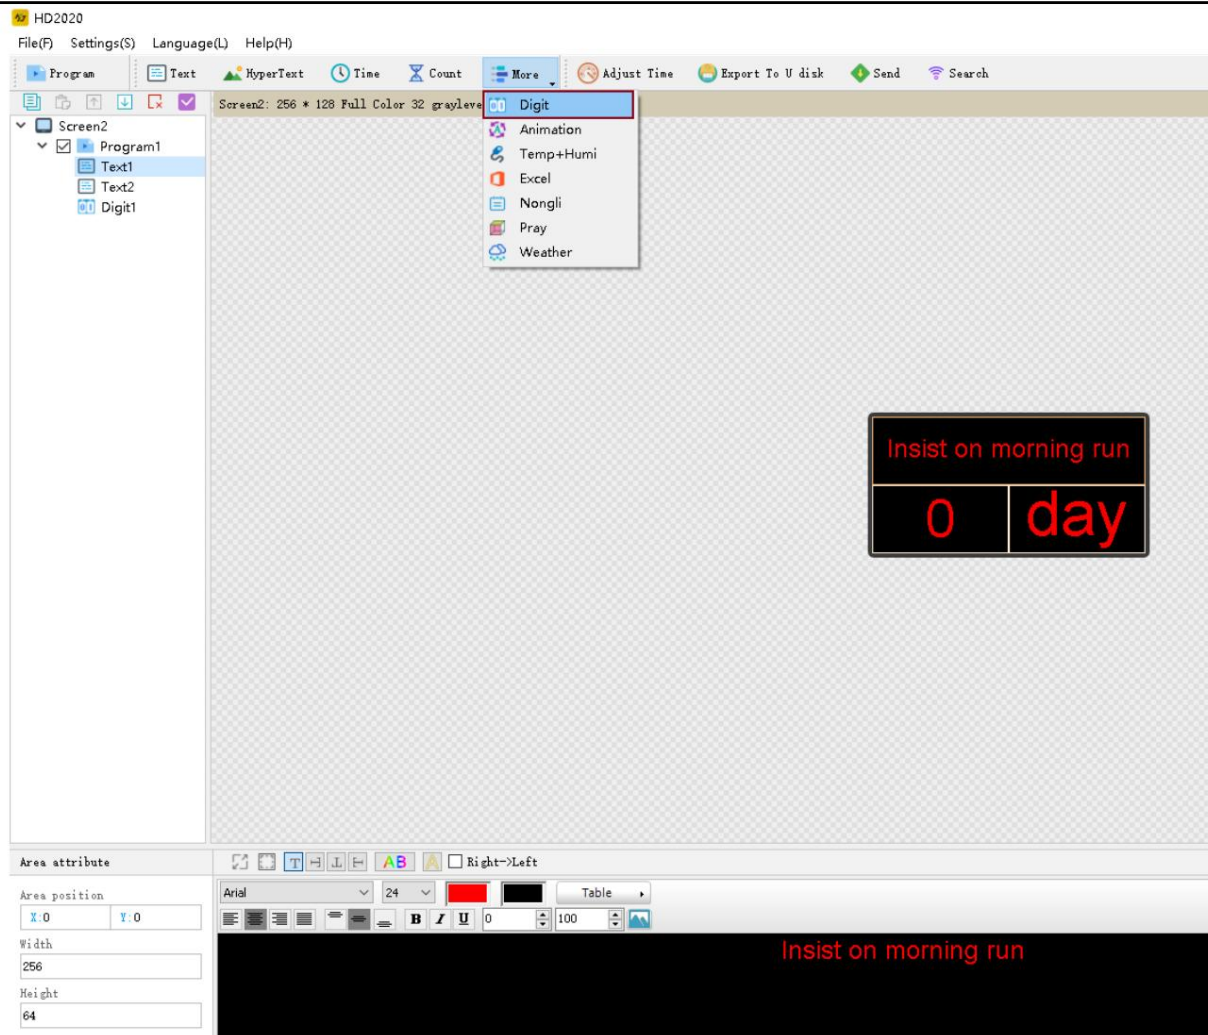 HD2020
File(F) Settings(S) Language(L) Help(H)
Program Text HyperText Time Count More Adjust Time Export To U disk Send Search
Screen2: 256 * 128 Full Color 32 grayleve
Digit
Animation
Temp+Humi
Excel
Nongli
Pray
Weather
Screen2
Program1
Text1
Text2
Digit1
Insist on morning run
0 day
Area attribute
Area position
X:0 Y:0
Width
256
Height
64
AB A Right->Left
Arial 24 Table
B I U 0 100
Insist on morning run